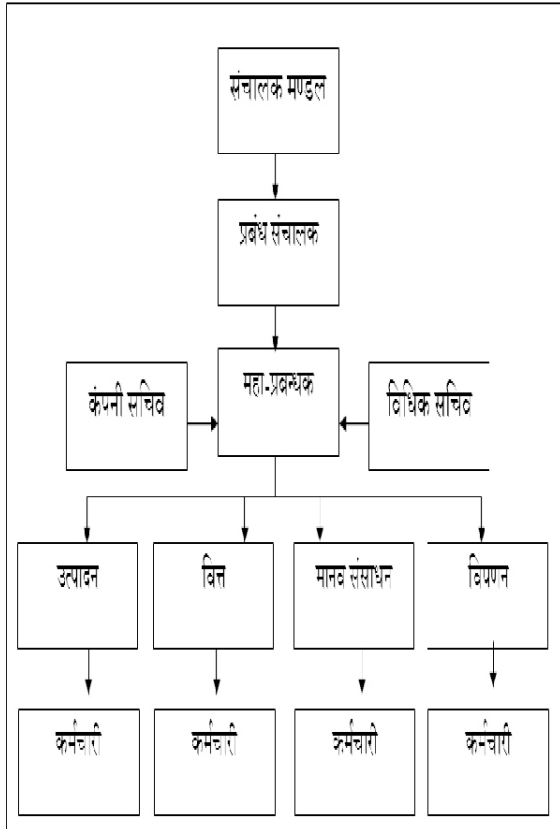 संचालक मण्डल
प्रबंध संचालक
महा-प्रबन्धक
कंपनी सचिव
विधिक सचिव
उत्पादन
वित्त
मानव संसाधन
विपणन
कर्मचारी
कर्मचारी
कर्मचारी
कर्मचारी